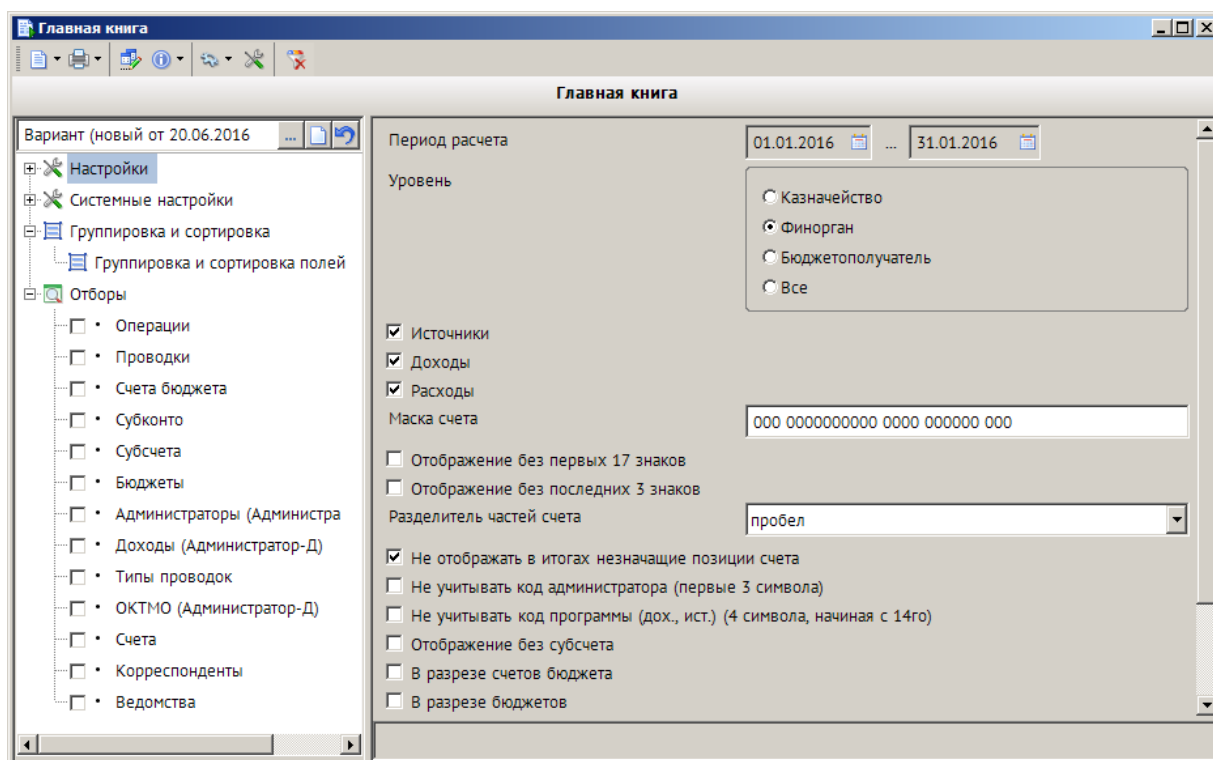 Главная книга
Главная книга
Вариант (новый от 20.06.2016 ...
Настройки
Системные настройки
Группировка и сортировка
Группировка и сортировка полей
Отборы
Операции
Проводки
Счета бюджета
Субконто
Субсчета
Бюджеты
Администраторы (Администра
Доходы (Администратор-Д)
Типы проводок
ОКТМО (Администратор-Д)
Счета
Корреспонденты
Ведомства
Период расчета 01.01.2016 ... 31.01.2016
Уровень
Казначейство
Финорган
Бюджетополучатель
Все
Источники
Доходы
Расходы
Маска счета ООО ОООООООООО ОООО ОООООО ООО
Отображение без первых 17 знаков
Отображение без последних 3 знаков
Разделитель частей счета пробел
Не отображать в итогах незначащие позиции счета
Не учитывать код администратора (первые 3 символа)
Не учитывать код программы (дох., ист.) (4 символа, начиная с 14го)
Отображение без субсчета
В разрезе счетов бюджета
В разрезе бюджетов